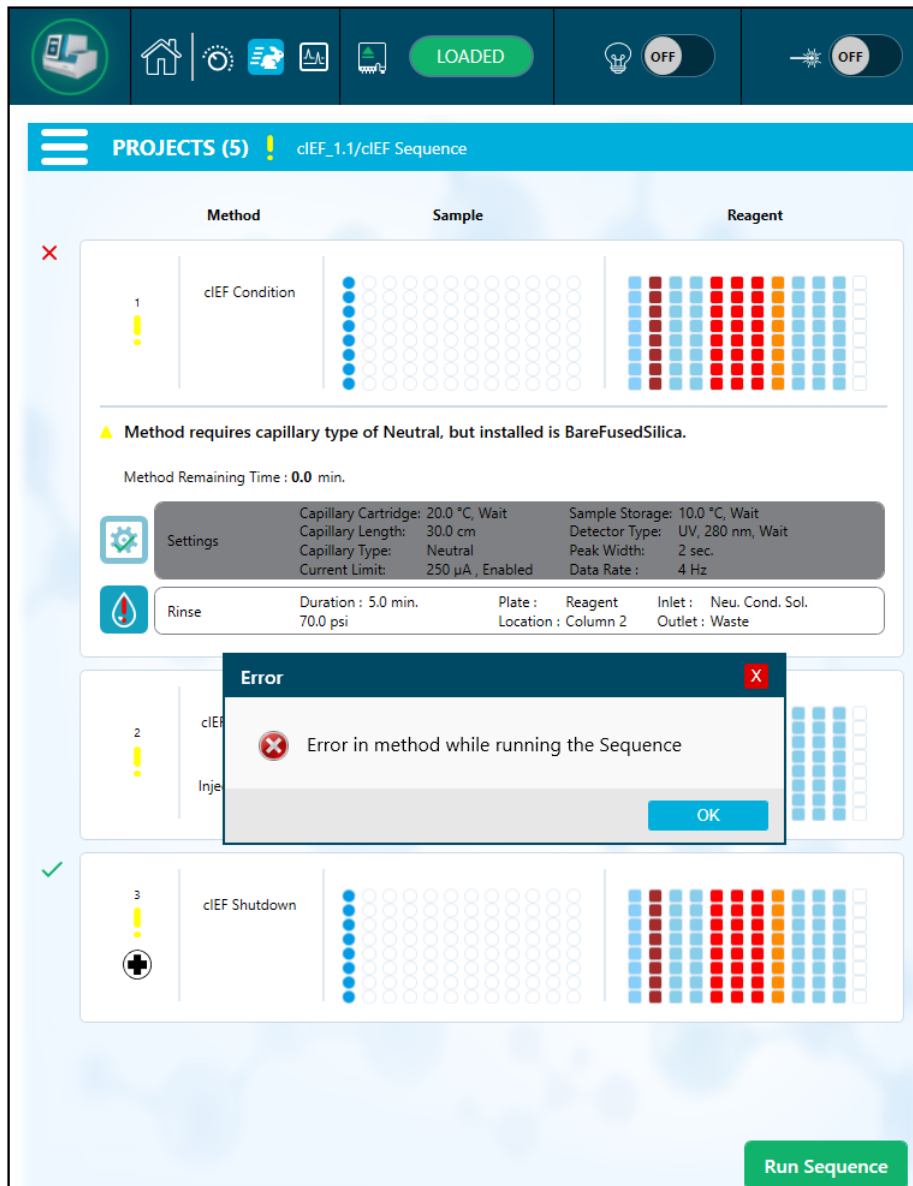 LOADED
OFF
OFF
PROJECTS (5) cIEF_1.1/cIEF Sequence
Method Sample Reagent
1
cIEF Condition
Method requires capillary type of Neutral, but installed is BareFusedSilica.
Method Remaining Time : 0.0 min.
Settings
Capillary Cartridge: 20.0 °C, Wait Sample Storage: 10.0 °C, Wait
Capillary Length: 30.0 cm Detector Type: UV, 280 nm, Wait
Capillary Type: Neutral Peak Width: 2 sec.
Current Limit: 250 µA , Enabled Data Rate : 4 Hz
Rinse
Duration : 5.0 min. Plate : Reagent Inlet : Neu. Cond. Sol.
70.0 psi Location : Column 2 Outlet : Waste
Error X
2
cIEF
Error in method while running the Sequence
Inje
OK
3
cIEF Shutdown
Run Sequence